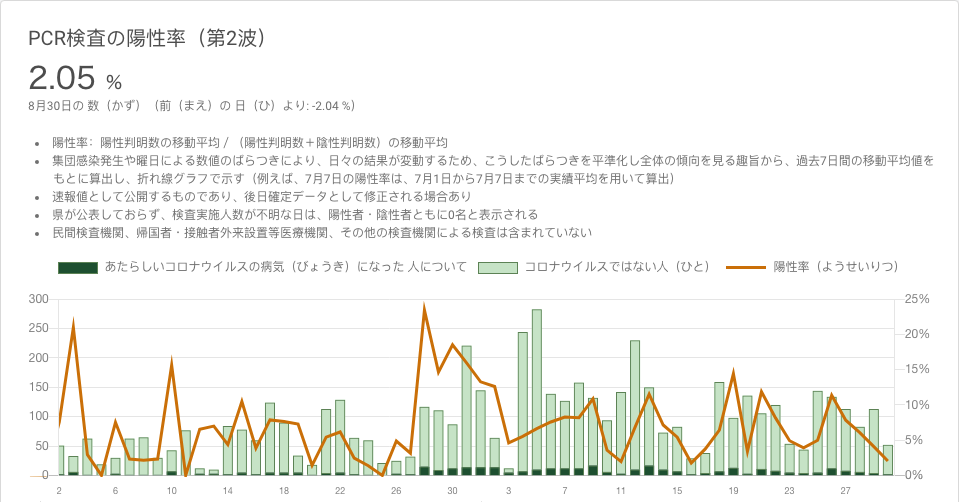 PCR検査の陽性率（第2波）
2.05 %
8月30日の 数（かず）（前（まえ）の 日（ひ）より: -2.04 %）
• 陽性率：陽性判明数の移動平均 / （陽性判明数＋陰性判明数）の移動平均
• 集団感染発生や曜日による数値のばらつきにより、日々の結果が変動するため、こうしたばらつきを平準化し全体の傾向を見る趣旨から、過去7日間の移動平均値を
もとに算出し、折れ線グラフで示す（例えば、7月7日の陽性率は、7月1日から7月7日までの実績平均を用いて算出）
• 速報値として公開するものであり、後日確定データとして修正される場合あり
• 県が公表しておらず、検査実施人数が不明な日は、陽性者・陰性者ともに0名と表示される
• 民間検査機関、帰国者・接触者外来設置等医療機関、その他の検査機関による検査は含まれていない
あたらしいコロナウイルスの病気（びょうき）になった 人について コロナウイルスではない人（ひと） 陽性率（ようせいりつ）
300 25%
250 20%
200
150 15%
100 10%
50 5%
0 0%
2 6 10 14 18 22 26 30 3 7 11 15 19 23 27